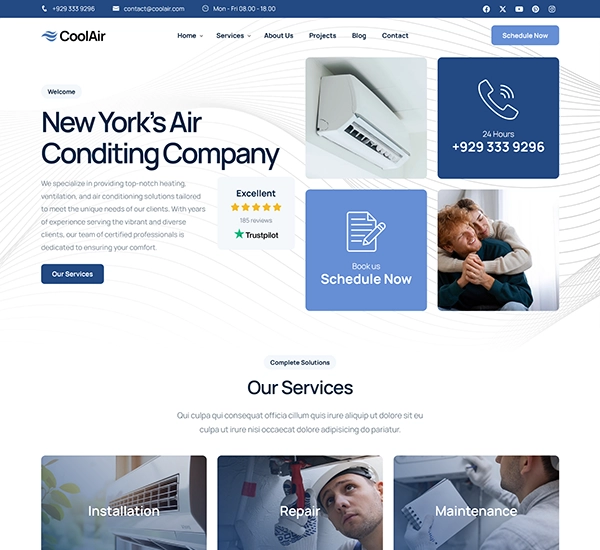 +929 333 9296
contact@coolair.com
Mon - Fri 08.00 - 18.00
CoolAir
Home
Services
About Us
Projects
Blog
Contact
Schedule Now
Welcome
New York's Air
Conditing Company
We specialize in providing top-notch heating,
ventilation, and air conditioning solutions tailored
to meet the unique needs of our clients. With years
of experience serving the vibrant and diverse
clients, our team of certified professionals is
dedicated to ensuring your comfort.
Our Services
Excellent
185 reviews
Trustpilot
24 Hours
+929 333 9296
Book us
Schedule Now
Complete Solutions
Our Services
Qui culpa qui consequat officia cillum quis irure aliquip ut dolore sit eu
culpa ut irure nisi occaecat dolore adipisicing do pariatur.
Installation
Repair
Maintenance